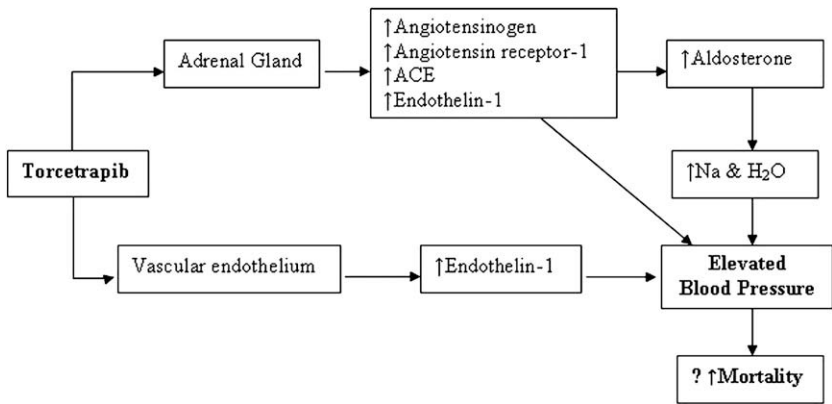 Adrenal Gland
↑Angiotensinogen
↑Angiotensin receptor-1
↑ACE
↑Endothelin-1
↑Aldosterone
Torcetrapib
↑Na & H₂O
Vascular endothelium
↑Endothelin-1
Elevated
Blood Pressure
? ↑Mortality